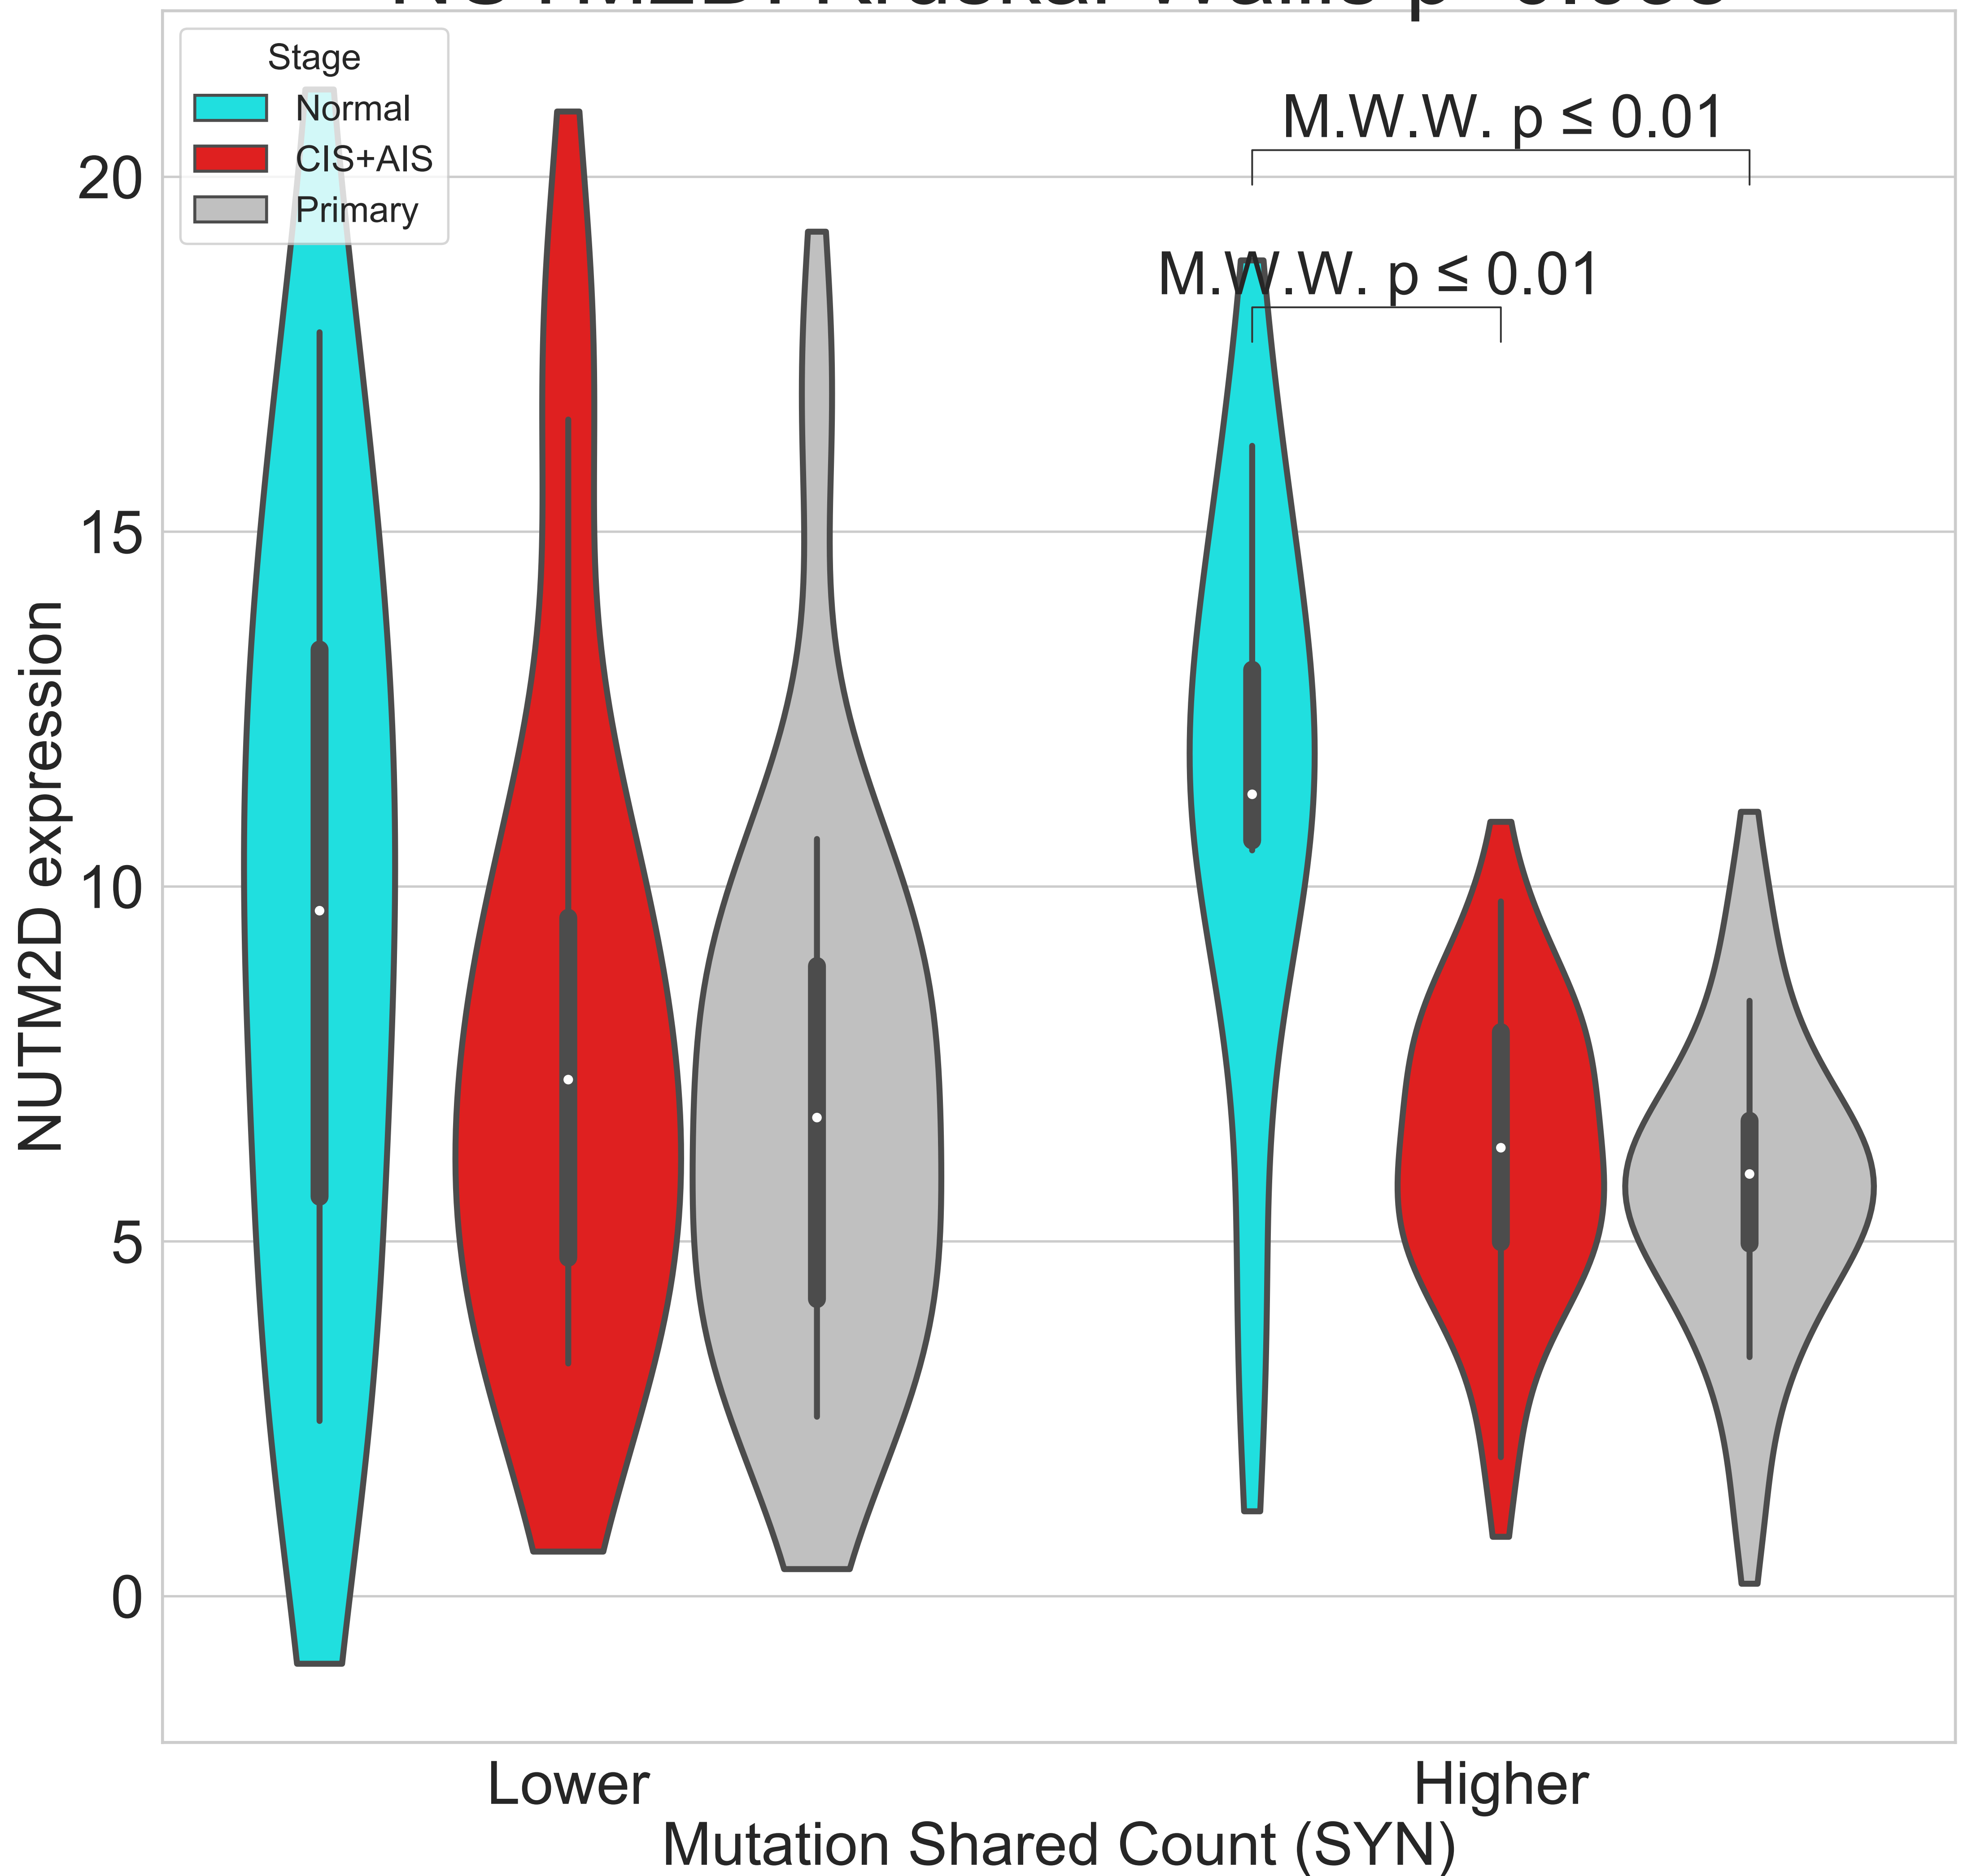 Stage
Normal
CIS+AIS
Primary
M.W.W. p ≤ 0.01
M.W.W. p ≤ 0.01
20
15
10
5
0
NUTM2D expression
Lower
Higher
Mutation Shared Count (SYN)